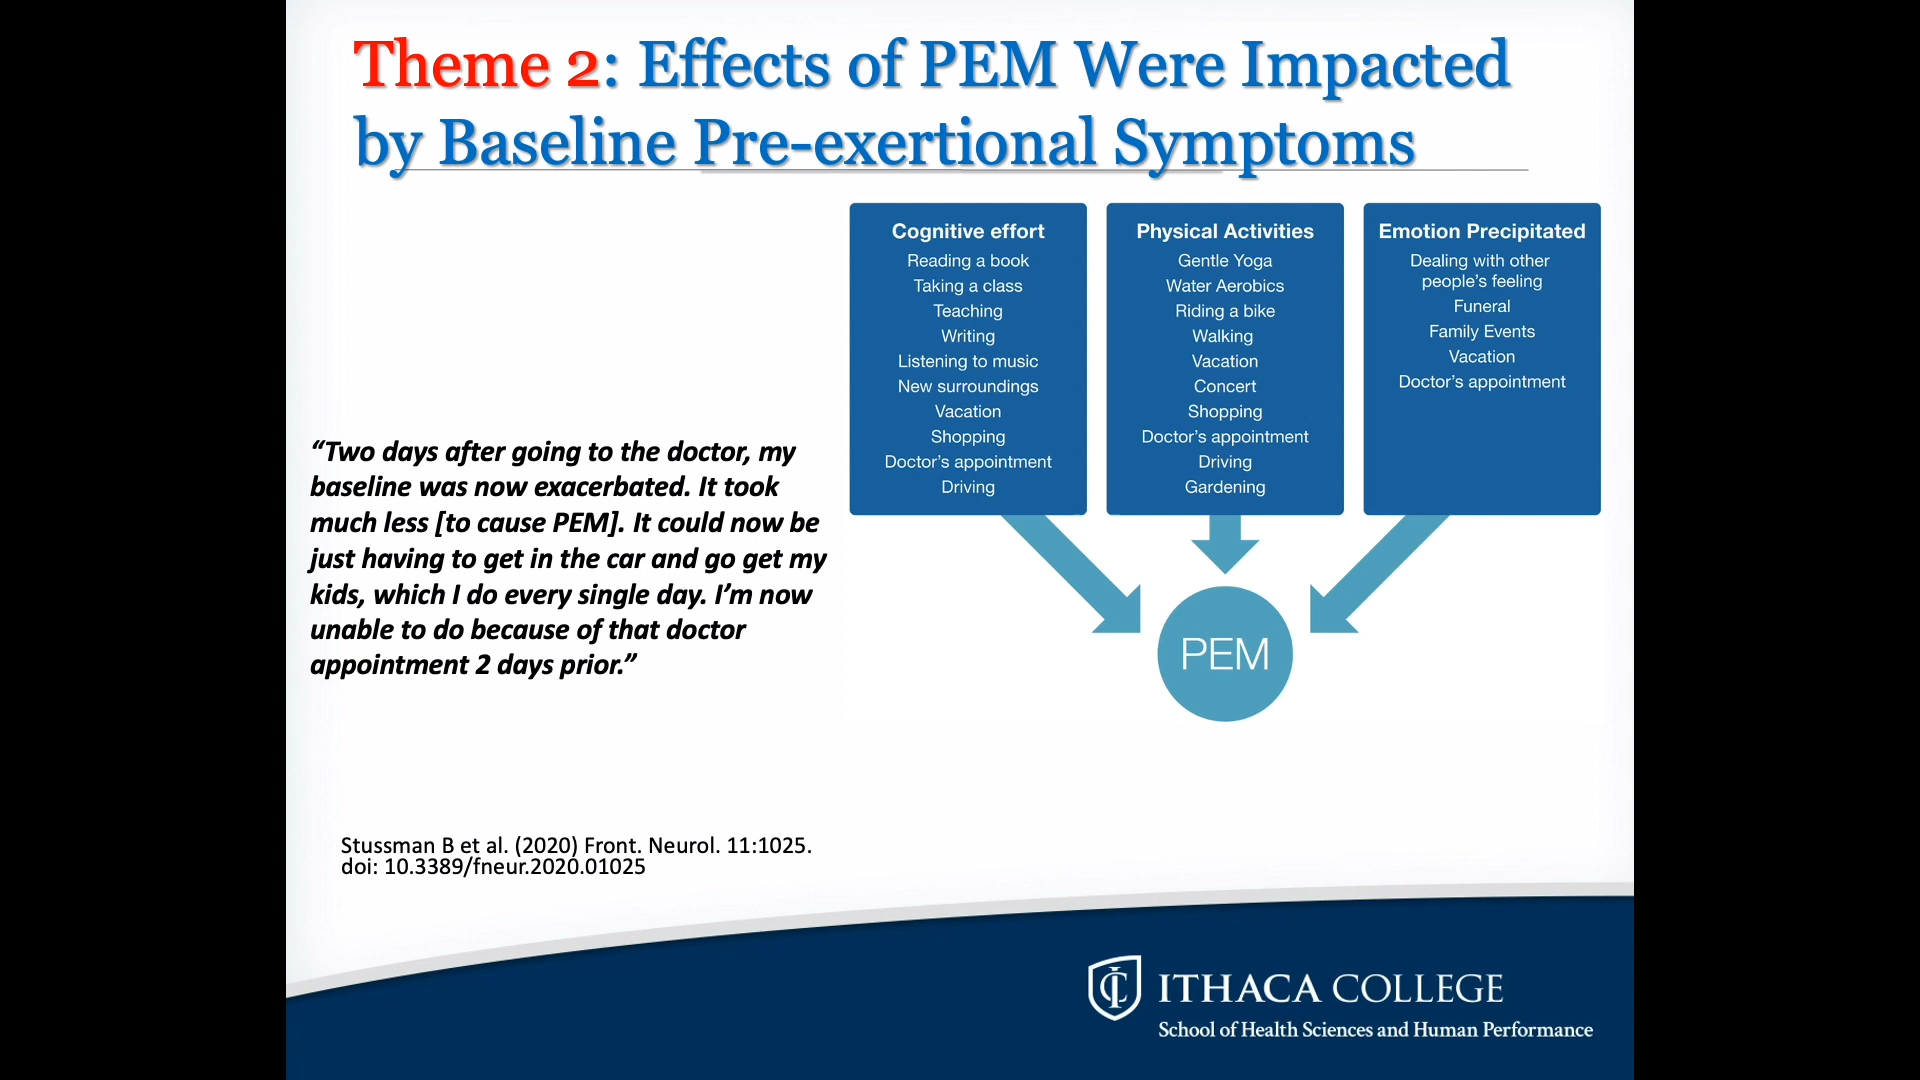 Theme 2: Effects of PEM Were Impacted
by Baseline Pre-exertional Symptoms
“Two days after going to the doctor, my
baseline was now exacerbated. It took
much less [to cause PEM]. It could now be
just having to get in the car and go get my
kids, which I do every single day. I’m now
unable to do because of that doctor
appointment 2 days prior.”
Cognitive effort
Reading a book
Taking a class
Teaching
Writing
Listening to music
New surroundings
Vacation
Shopping
Doctor’s appointment
Driving
Physical Activities
Gentle Yoga
Water Aerobics
Riding a bike
Walking
Vacation
Concert
Shopping
Doctor’s appointment
Driving
Gardening
Emotion Precipitated
Dealing with other
people’s feeling
Funeral
Family Events
Vacation
Doctor’s appointment
PEM
Stussman B et al. (2020) Front. Neurol. 11:1025.
doi: 10.3389/fneur.2020.01025
ITHACA COLLEGE
School of Health Sciences and Human Performance